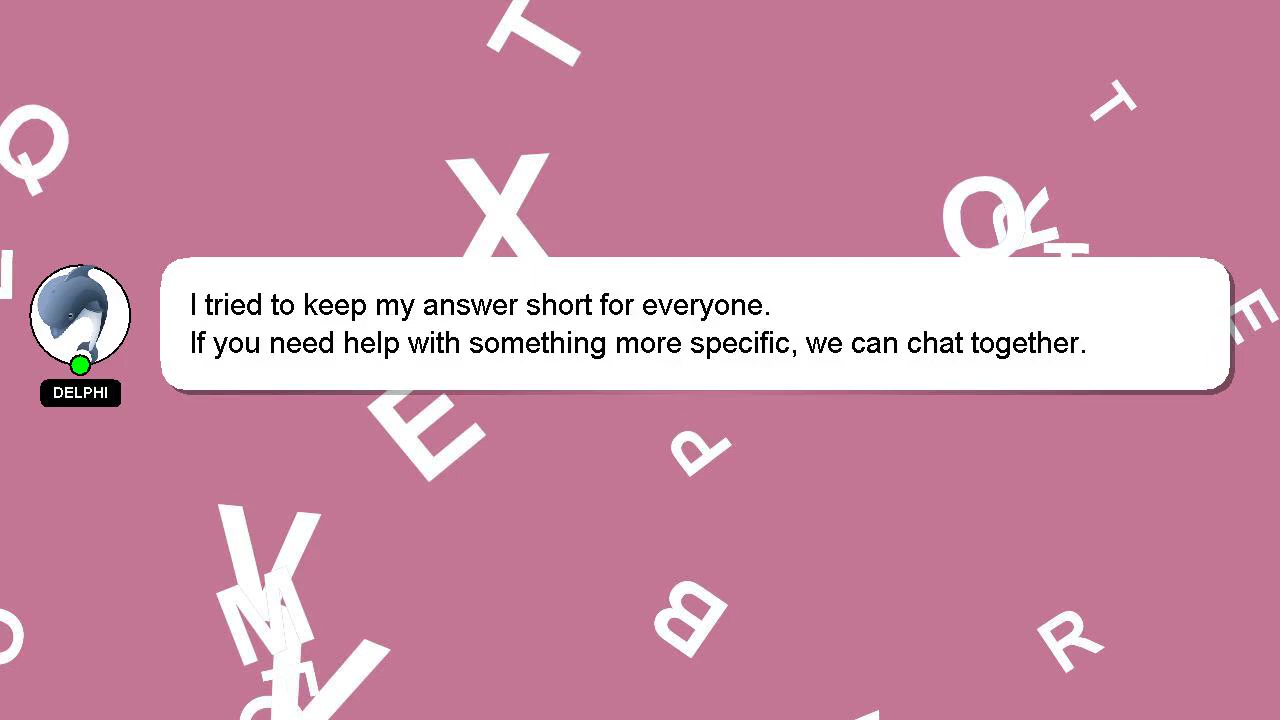 T
T
Q
X
Q
R
E
I tried to keep my answer short for everyone.
If you need help with something more specific, we can chat together.
DELPHI
E
P
V
M
B
R